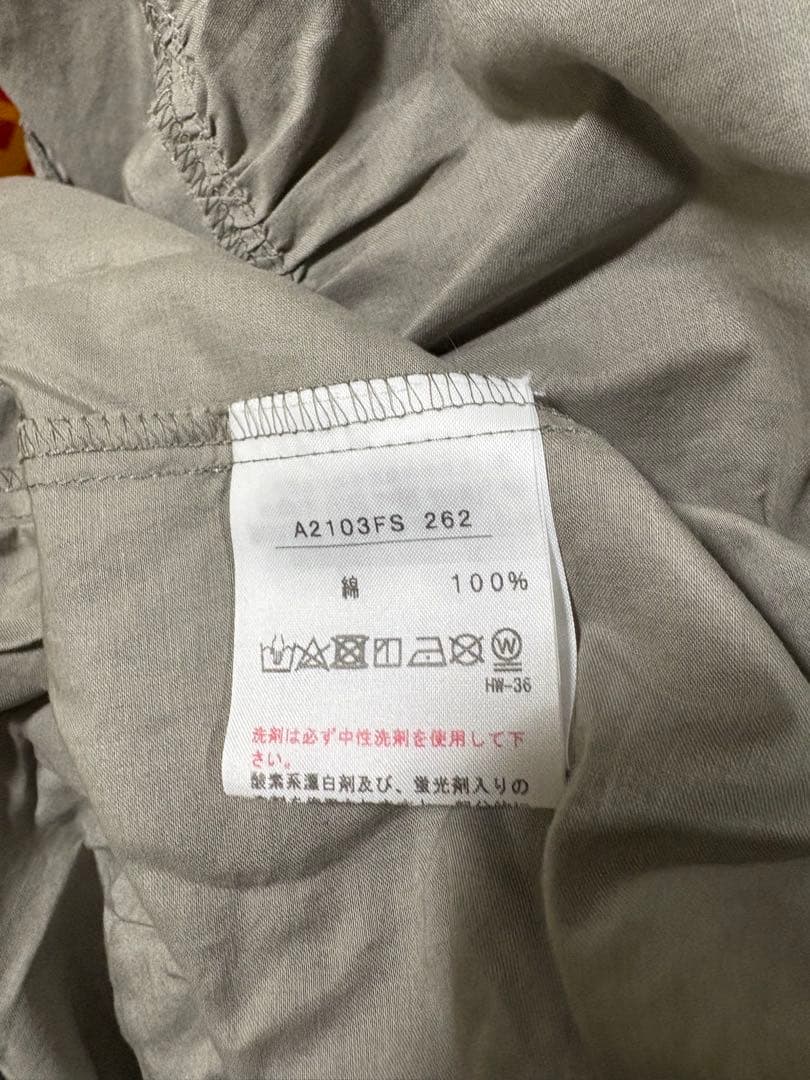 A2103FS 262
綿 100%
W
HW-36
洗剤は必ず中性洗剤を使用して下
さい。
酸素系漂白剤及び、蛍光剤入りの